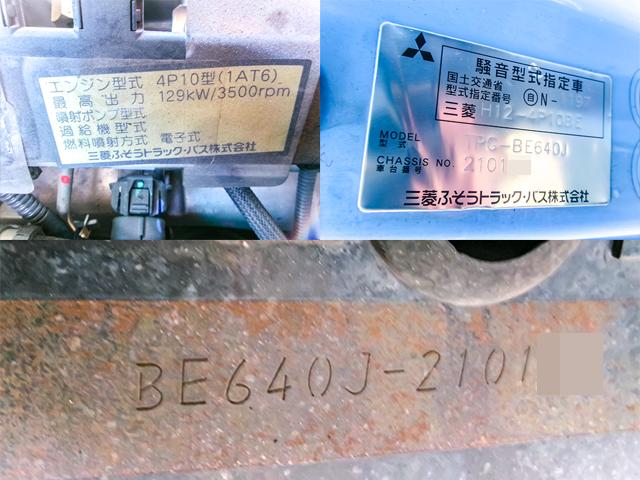 エンジン型式 4P10型(1AT6)
最高出力 129kW/3500rpm
噴射ポンプ型式
過給機型式
燃料噴射方式 電子式
三菱ふそうトラック・バス株式会社
騒音型式指定車
国土交通省
型式指定番号 自N-
三菱 H12-4P10BE
MODEL
型式 TPG-BE640J
CHASSIS NO. 2101
車台番号
三菱ふそうトラック・バス株式会社
BE640J-2101